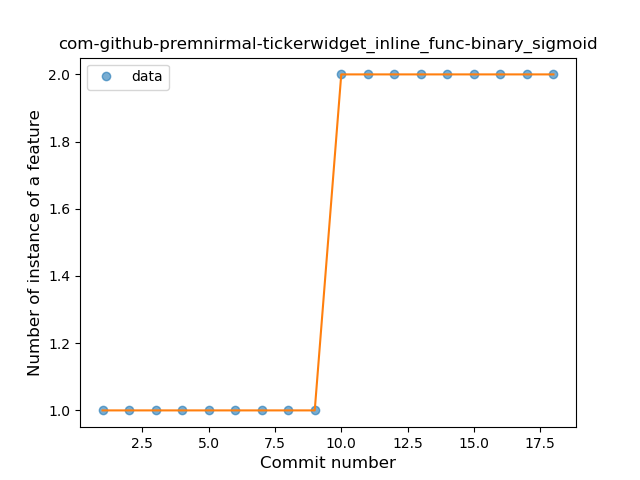 com-github-premnirmal-tickerwidget_inline_func-binary_sigmoid
data
Number of instance of a feature
2.0
1.8
1.6
1.4
1.2
1.0
2.5 5.0 7.5 10.0 12.5 15.0 17.5
Commit number